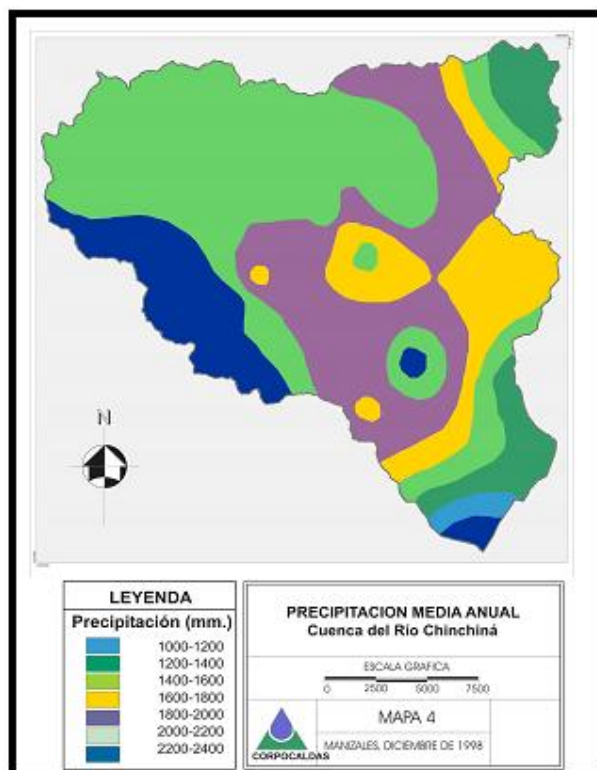 N
LEYENDA
Precipitación (mm.)
1000-1200
1200-1400
1400-1600
1600-1800
1800-2000
2000-2200
2200-2400
PRECIPITACION MEDIA ANUAL
Cuenca del Río Chinchiná
ESCALA GRAFICA
0 2500 5000 7500
CORPOCALDAS
MAPA 4
MANIZALES, DICIEMBRE DE 1998